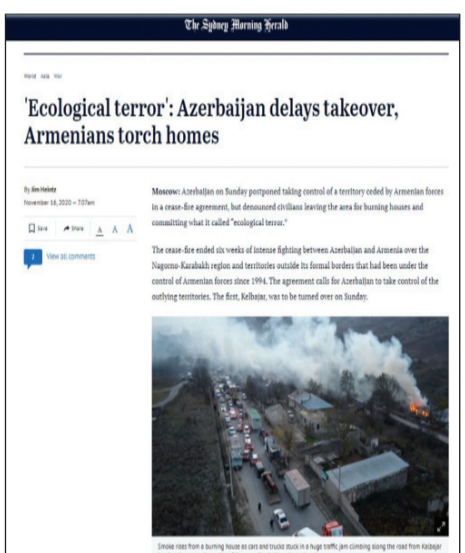 The Sydney Morning Herald
World Asia War
'Ecological terror': Azerbaijan delays takeover,
Armenians torch homes
By Jim Heintz
November 16, 2020 – 7.07am
Save Share A A A
View all comments
Moscow: Azerbaijan on Sunday postponed taking control of a territory ceded by Armenian forces
in a cease-fire agreement, but denounced civilians leaving the area for burning houses and
committing what it called "ecological terror."
The cease-fire ended six weeks of intense fighting between Azerbaijan and Armenia over the
Nagorno-Karabakh region and territories outside its formal borders that had been under the
control of Armenian forces since 1994. The agreement calls for Azerbaijan to take control of the
outlying territories. The first, Kelbajar, was to be turned over on Sunday.
Smoke rises from a burning house as cars and trucks stuck in a huge traffic jam climbing along the road from Kalbajar